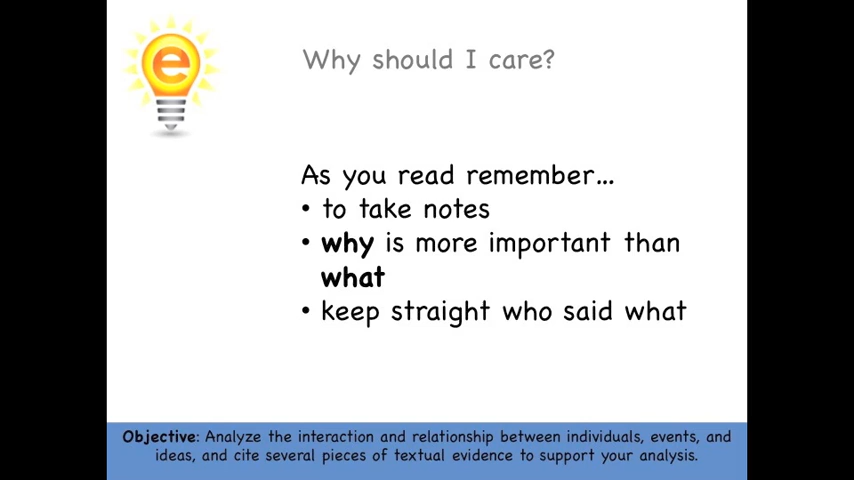 e
Why should I care?
As you read remember...
• to take notes
• why is more important than
what
• keep straight who said what
Objective: Analyze the interaction and relationship between individuals, events, and
ideas, and cite several pieces of textual evidence to support your analysis.